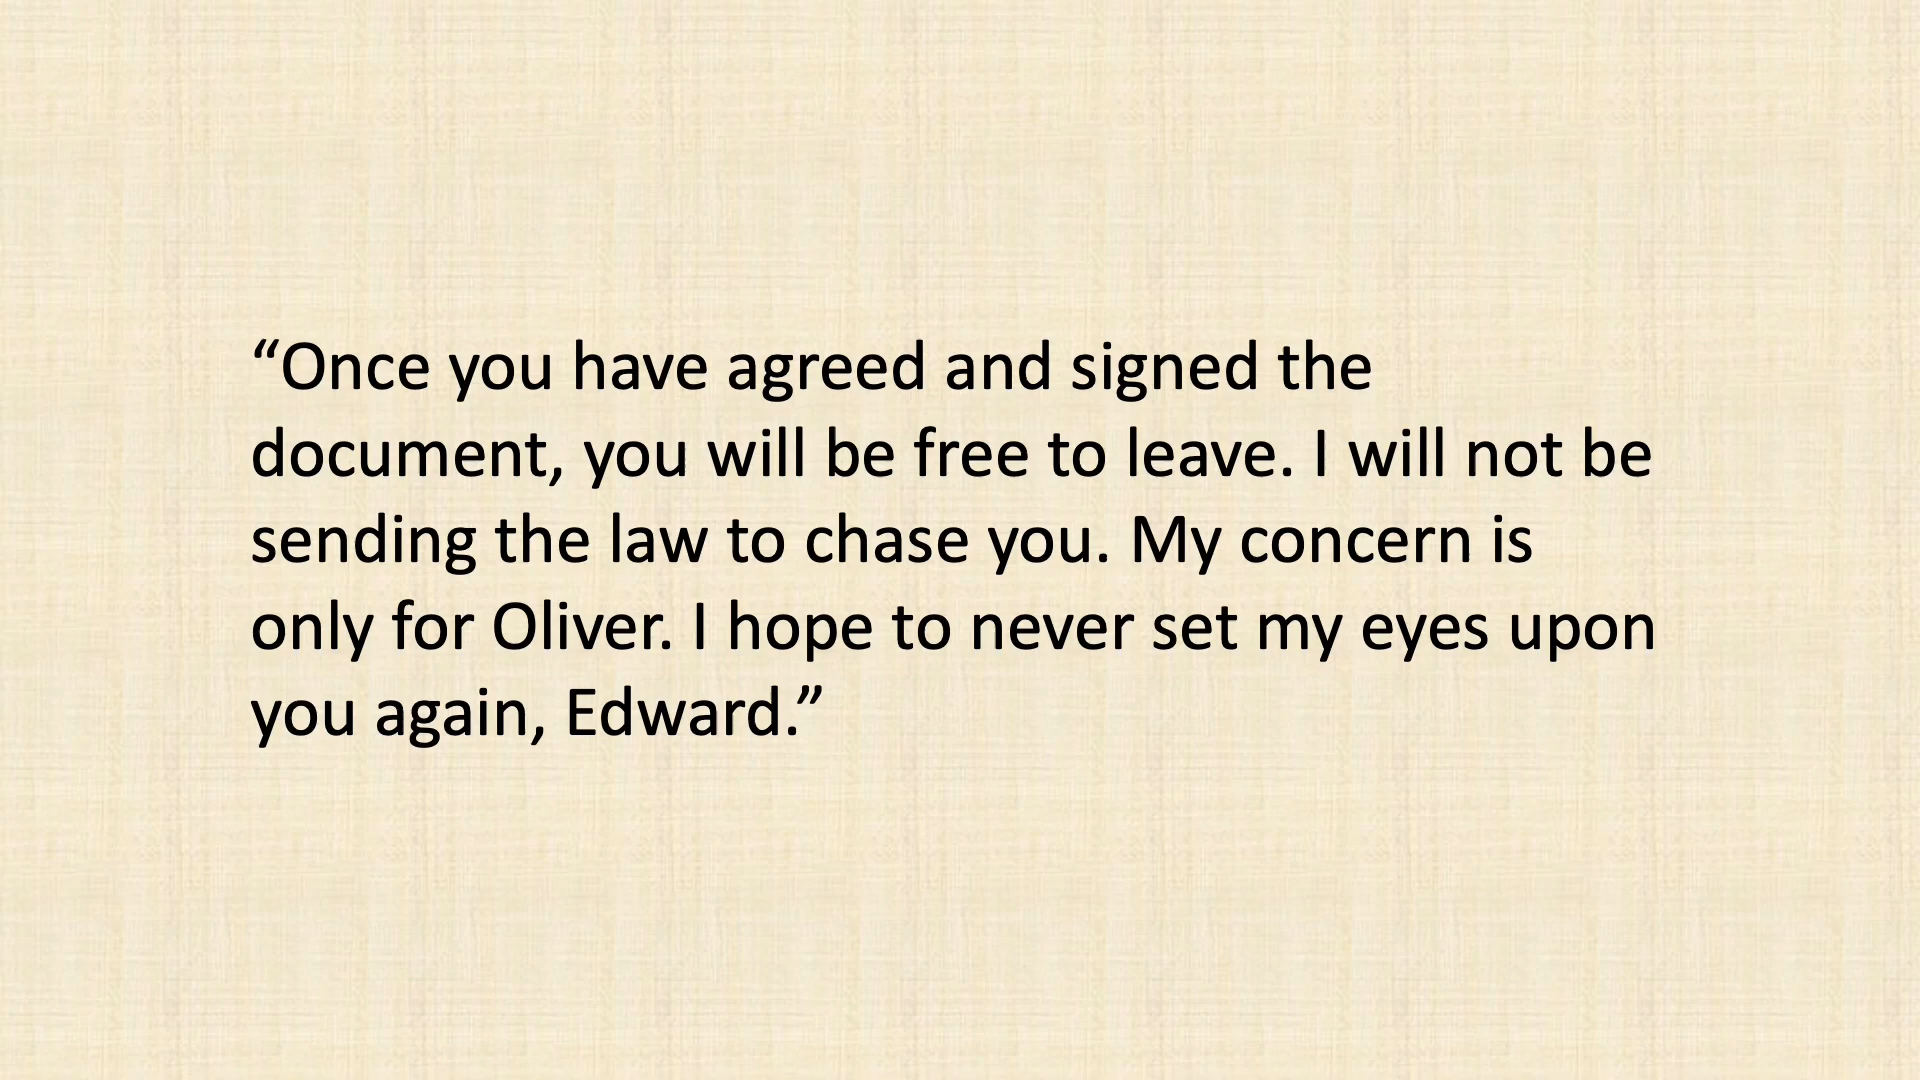 “Once you have agreed and signed the
document, you will be free to leave. I will not be
sending the law to chase you. My concern is
only for Oliver. I hope to never set my eyes upon
you again, Edward.”